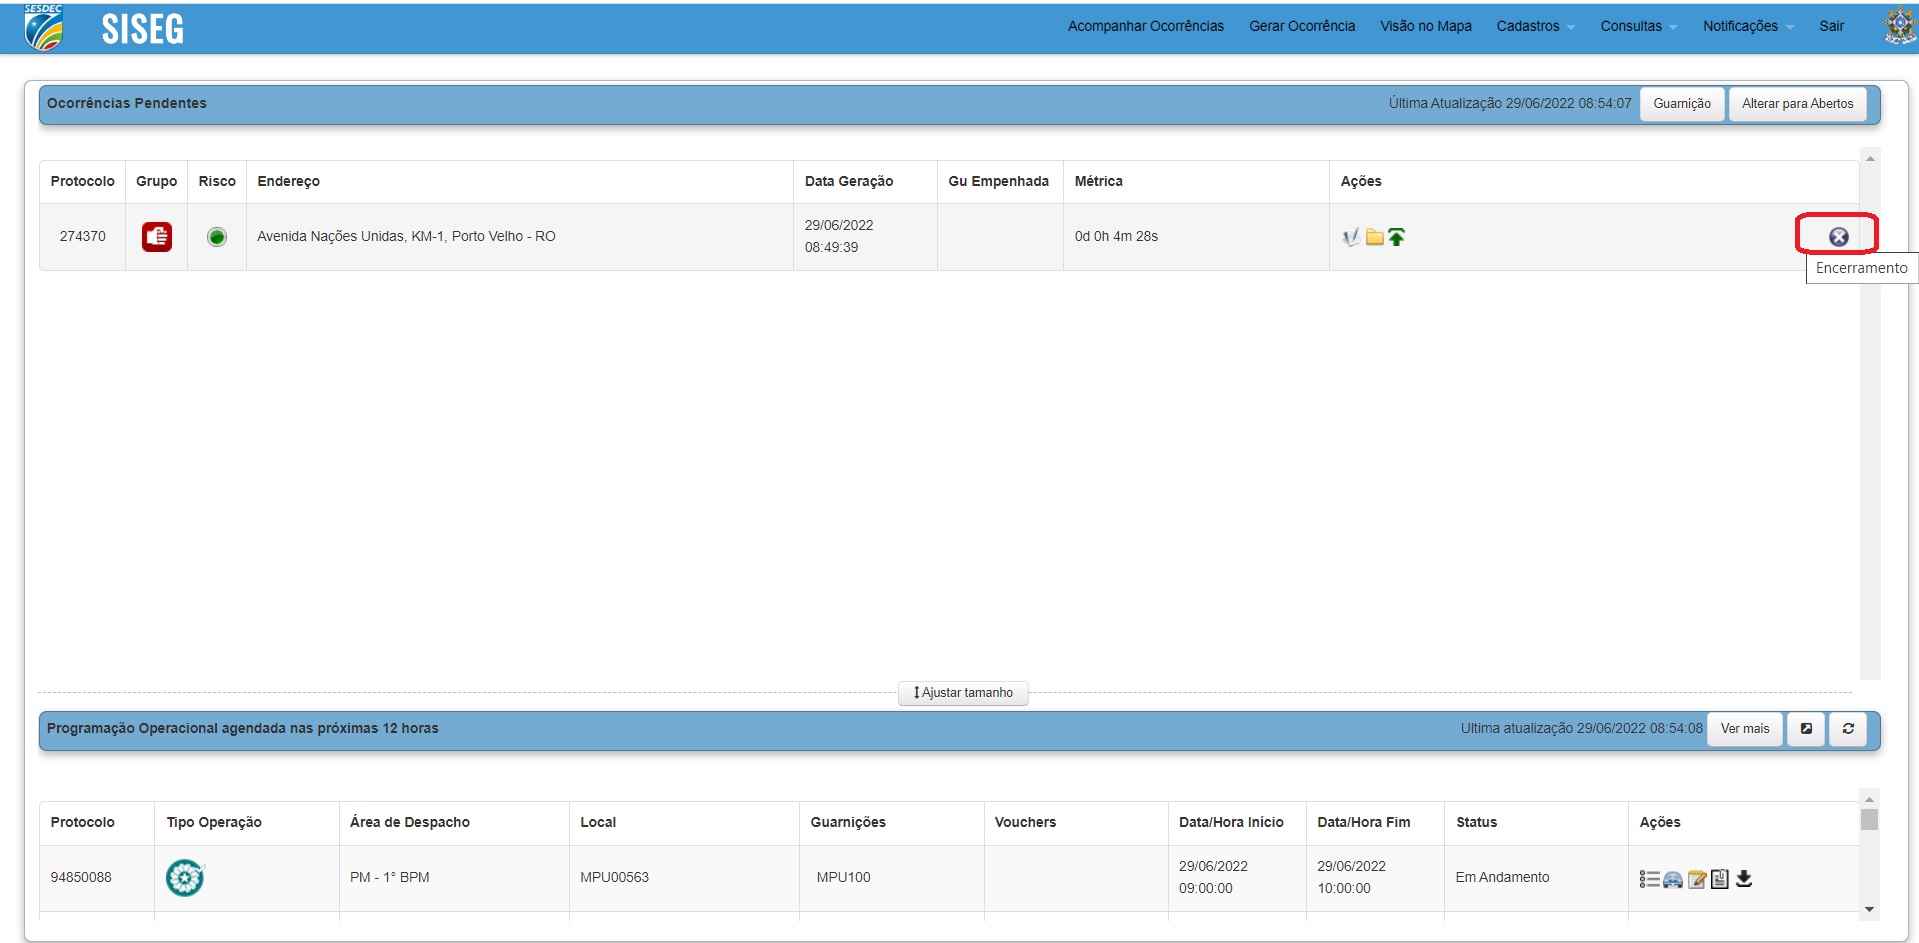 SESDEC
SISEG
Acompanhar Ocorrências Gerar Ocorrência Visão no Mapa Cadastros Consultas Notificações Sair
Ocorrências Pendentes
Última Atualização 29/06/2022 08:54:07 Guarnição Alterar para Abertos
Protocolo Grupo Risco Endereço Data Geração Gu Empenhada Métrica Ações
274370 Avenida Nações Unidas, KM-1, Porto Velho - RO 29/06/2022 0d 0h 4m 28s
08:49:39
Encerramento
Ajustar tamanho
Programação Operacional agendada nas próximas 12 horas
Ultima atualização 29/06/2022 08:54:08 Ver mais
Protocolo Tipo Operação Área de Despacho Local Guarnições Vouchers Data/Hora Início Data/Hora Fim Status Ações
94850088 PM - 1° BPM MPU00563 MPU100 29/06/2022 29/06/2022 Em Andamento
09:00:00 10:00:00